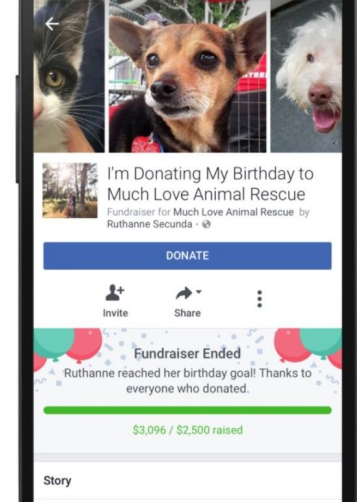 I'm Donating My Birthday to
Much Love Animal Rescue
Fundraiser for Much Love Animal Rescue by
Ruthanne Secunda -
DONATE
Invite
Share
Fundraiser Ended
Ruthanne reached her birthday goal! Thanks to
everyone who donated.
$3,096 / $2,500 raised
Story